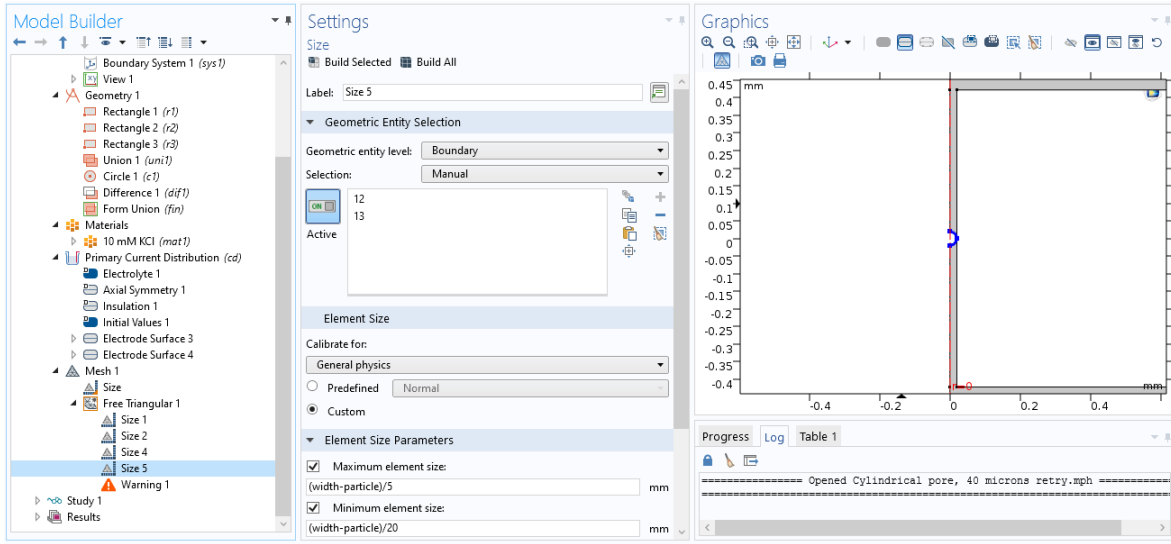 Model Builder
Boundary System 1 (sys1)
View 1
Geometry 1
Rectangle 1 (r1)
Rectangle 2 (r2)
Rectangle 3 (r3)
Union 1 (uni1)
Circle 1 (c1)
Difference 1 (dif1)
Form Union (fin)
Materials
10 mM KCl (mat1)
Primary Current Distribution (cd)
Electrolyte 1
Axial Symmetry 1
Insulation 1
Initial Values 1
Electrode Surface 3
Electrode Surface 4
Mesh 1
Size
Free Triangular 1
Size 1
Size 2
Size 4
Size 5
Warning 1
Study 1
Results
Settings
Size
Build Selected Build All
Label: Size 5
Geometric Entity Selection
Geometric entity level: Boundary
Selection: Manual
ON
Active
12
13
Element Size
Calibrate for:
General physics
Predefined Normal
Custom
Element Size Parameters
Maximum element size:
(width-particle)/5 mm
Minimum element size:
(width-particle)/20 mm
Graphics
0.45 mm
0.4
0.35
0.3
0.25
0.2
0.15
0.1
0.05
0
-0.05
-0.1
-0.15
-0.2
-0.25
-0.3
-0.35
-0.4
r=0 mm
-0.4 -0.2 0 0.2 0.4
Progress Log Table 1
================ Opened Cylindrical pore, 40 microns retry.mph ===========